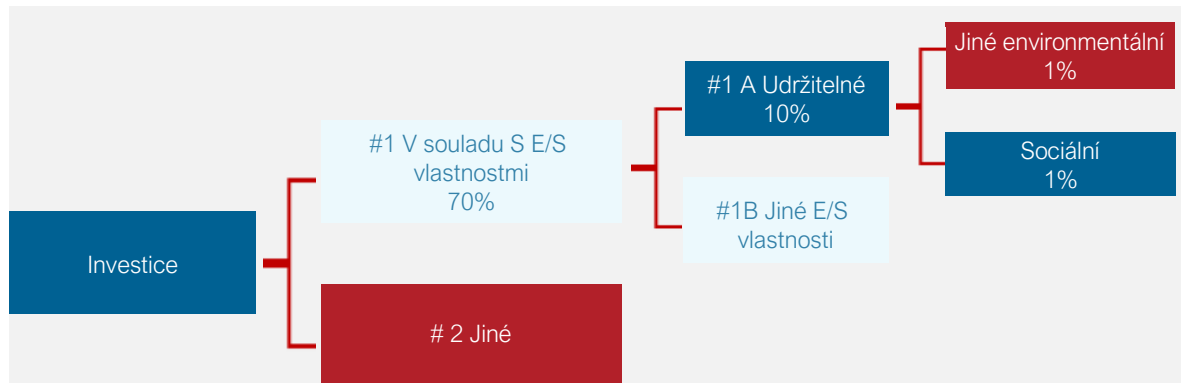 Investice
#1 V souladu S E/S
vlastnostmi
70%
# 2 Jiné
#1 A Udržitelné
10%
#1B Jiné E/S
vlastnosti
Jiné environmentální
1%
Sociální
1%